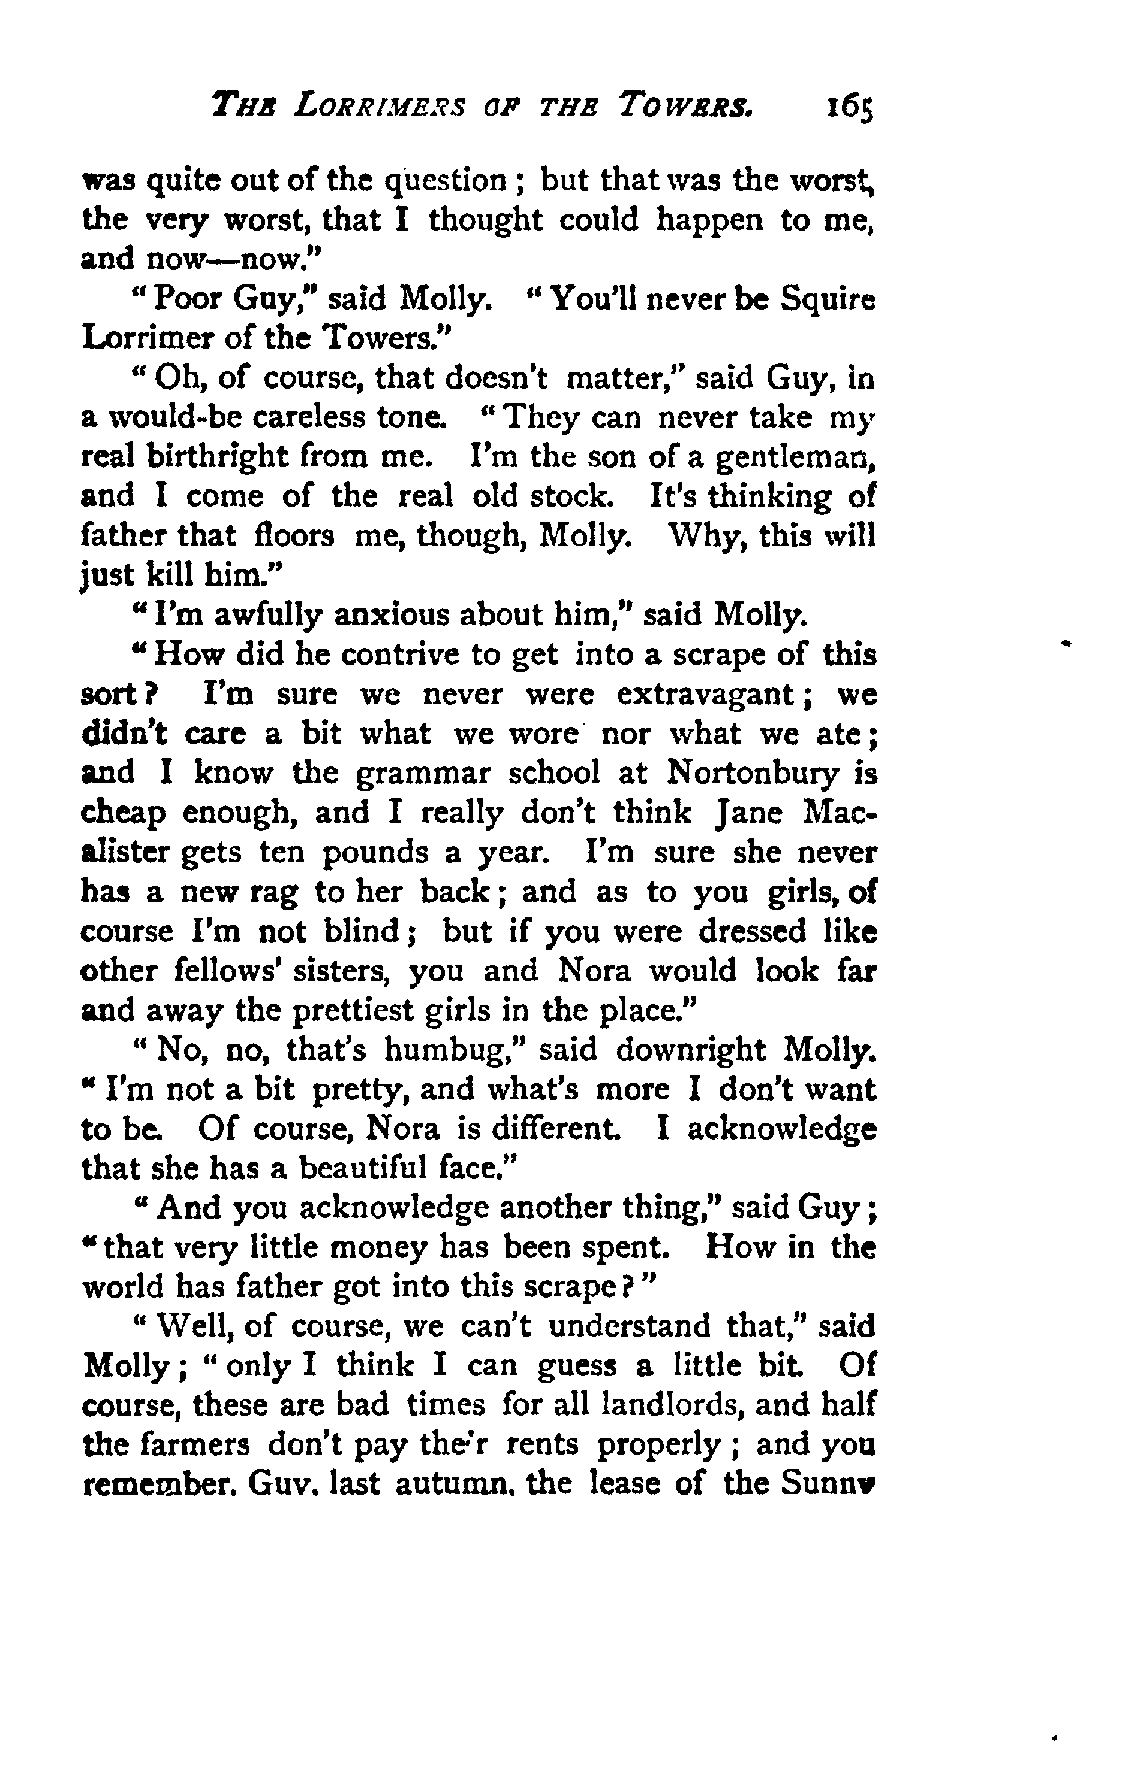 THE LORRIMERS OF THE TOWERS. 165
was quite out of the question ; but that was the worst,
the very worst, that I thought could happen to me,
and now—now."
" Poor Guy," said Molly. " You'll never be Squire
Lorrimer of the Towers."
" Oh, of course, that doesn't matter," said Guy, in
a would-be careless tone. " They can never take my
real birthright from me. I'm the son of a gentleman,
and I come of the real old stock. It's thinking of
father that floors me, though, Molly. Why, this will
just kill him."
" I'm awfully anxious about him," said Molly.
" How did he contrive to get into a scrape of this
sort ? I'm sure we never were extravagant ; we
didn't care a bit what we wore nor what we ate ;
and I know the grammar school at Nortonbury is
cheap enough, and I really don't think Jane Mac-
alister gets ten pounds a year. I'm sure she never
has a new rag to her back ; and as to you girls, of
course I'm not blind ; but if you were dressed like
other fellows' sisters, you and Nora would look far
and away the prettiest girls in the place."
" No, no, that's humbug," said downright Molly.
" I'm not a bit pretty, and what's more I don't want
to be. Of course, Nora is different. I acknowledge
that she has a beautiful face."
" And you acknowledge another thing," said Guy ;
" that very little money has been spent. How in the
world has father got into this scrape ? "
" Well, of course, we can't understand that," said
Molly ; " only I think I can guess a little bit. Of
course, these are bad times for all landlords, and half
the farmers don't pay their rents properly ; and you
remember, Guy, last autumn, the lease of the Sunny